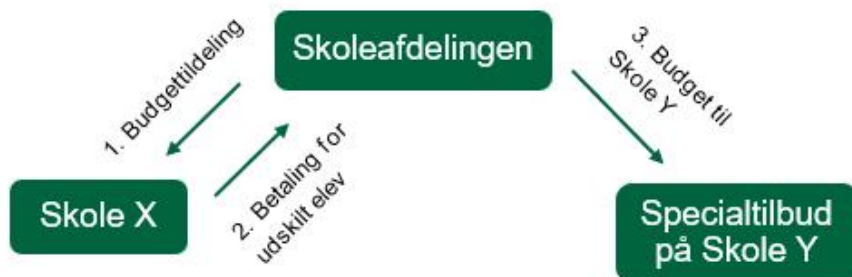 Skoleafdelingen
1. Budgettildeling
2. Betaling for
udskilt elev
3. Budget til
Skole Y
Skole X
Specialtilbud
på Skole Y